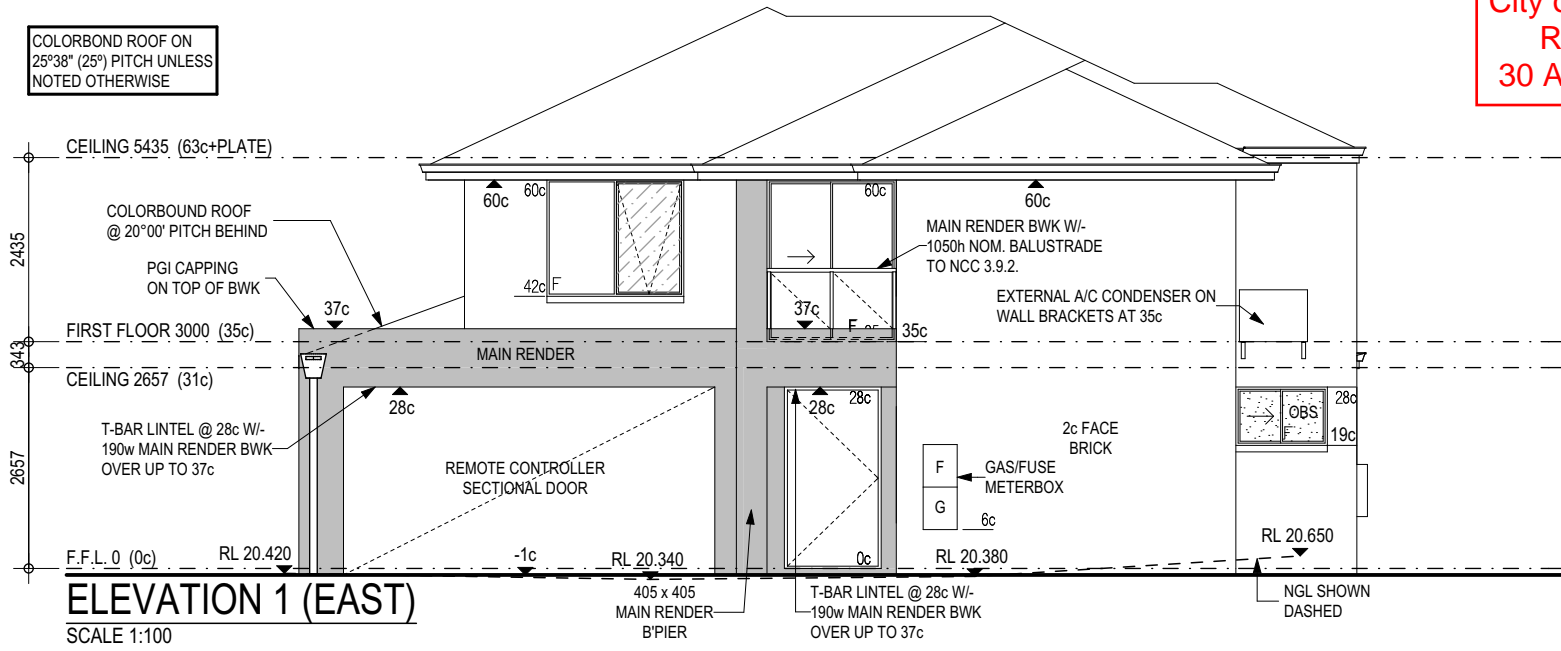 COLORBOND ROOF ON
25º38" (25º) PITCH UNLESS
NOTED OTHERWISE
City
R
30 A
CEILING 5435 (63c+PLATE)
COLORBOUND ROOF
@ 20°00' PITCH BEHIND
PGI CAPPING
ON TOP OF BWK
2435
FIRST FLOOR 3000 (35c)
343
CEILING 2657 (31c)
2657
T-BAR LINTEL @ 28c W/-
190w MAIN RENDER BWK
OVER UP TO 37c
F.F.L. 0 (0c)
60c
60c
60c
60c
42c F
37c
37c
F
35c
MAIN RENDER BWK W/-
1050h NOM. BALUSTRADE
TO NCC 3.9.2.
EXTERNAL A/C CONDENSER ON
WALL BRACKETS AT 35c
MAIN RENDER
28c
28c
28c
28c
OBS
F
19c
2c FACE
BRICK
REMOTE CONTROLLER
SECTIONAL DOOR
F
G
GAS/FUSE
METERBOX
6c
RL 20.420
-1c
RL 20.340
0c
RL 20.380
RL 20.650
405 x 405
MAIN RENDER
B'PIER
T-BAR LINTEL @ 28c W/-
190w MAIN RENDER BWK
OVER UP TO 37c
NGL SHOWN
DASHED
ELEVATION 1 (EAST)
SCALE 1:100